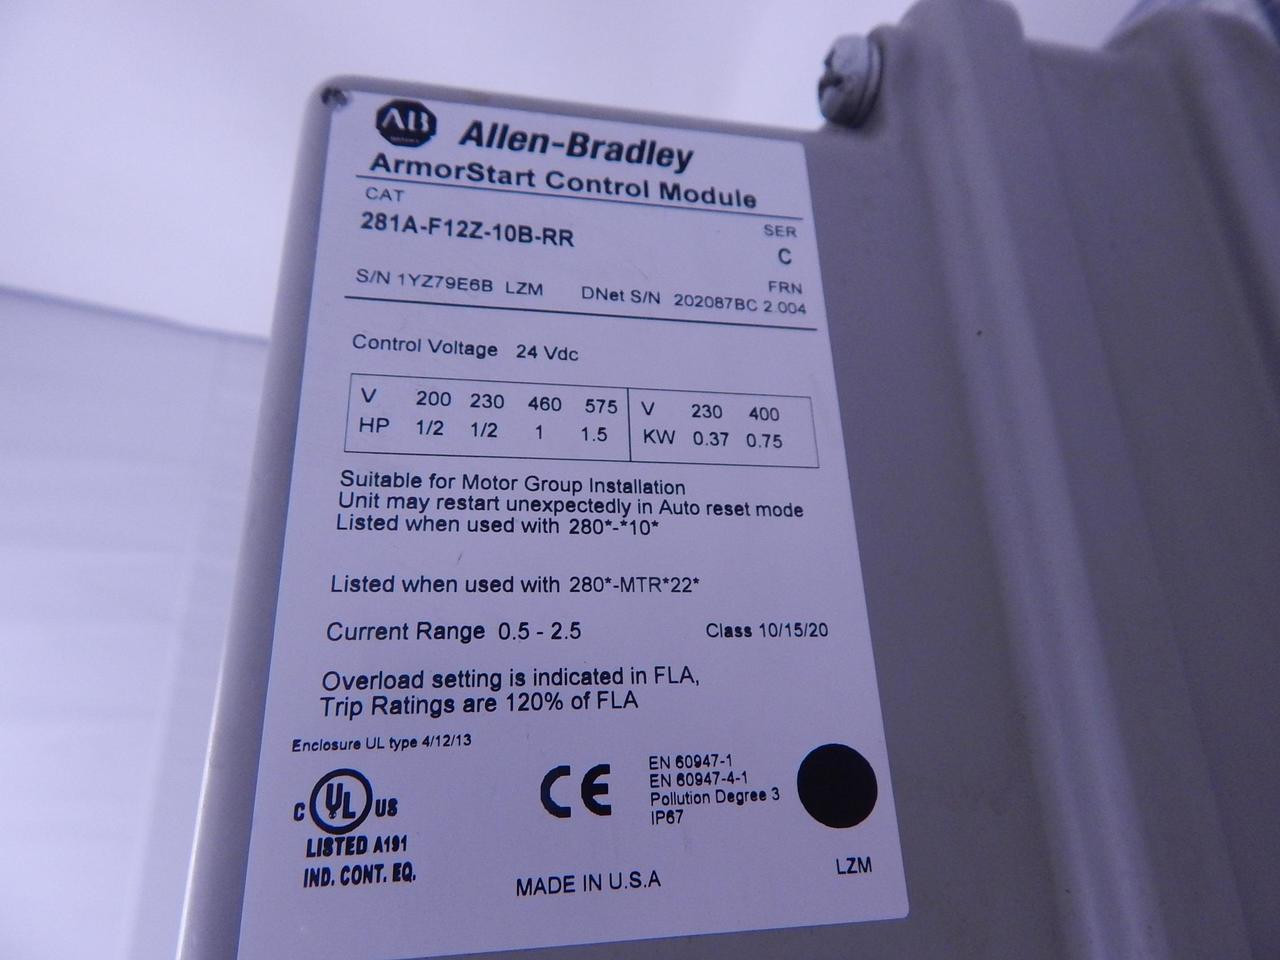 AB
Allen-Bradley
ArmorStart Control Module
CAT
281A-F12Z-10B-RR
SER
C
S/N 1YZ79E6B LZM DNet S/N 202087BC
FRN
2.004
Control Voltage 24 Vdc
V 200 230 460 575 V 230 400
HP 1/2 1/2 1 1.5 KW 0.37 0.75
Suitable for Motor Group Installation
Unit may restart unexpectedly in Auto reset mode
Listed when used with 280*-*10*
Listed when used with 280*-MTR*22*
Current Range 0.5 - 2.5 Class 10/15/20
Overload setting is indicated in FLA,
Trip Ratings are 120% of FLA
Enclosure UL type 4/12/13
C UL US
LISTED A191
IND. CONT. EQ.
CE
EN 60947-1
EN 60947-4-1
Pollution Degree 3
IP67
MADE IN U.S.A
LZM